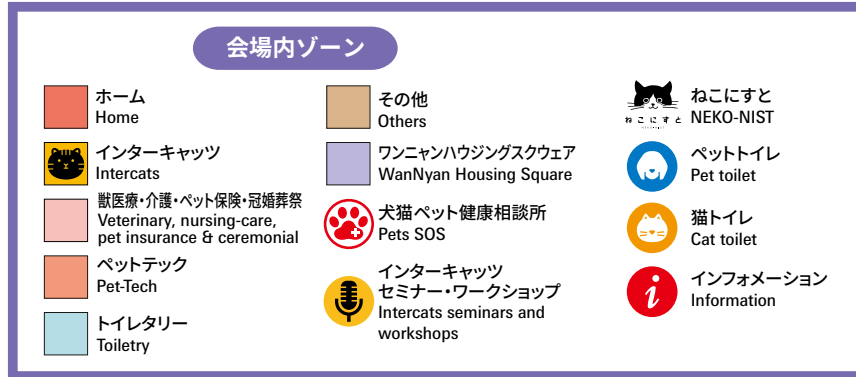 会場内ゾーン
ホーム
Home
インターキャッツ
Intercats
獣医療・介護・ペット保険・冠婚葬祭
Veterinary, nursing-care,
pet insurance & ceremonial
ペットテック
Pet-Tech
トイレタリー
Toiletry
その他
Others
ワンニャンハウジングスクウェア
WanNyan Housing Square
犬猫ペット健康相談所
Pets SOS
インターキャッツ
セミナー・ワークショップ
Intercats seminars and
workshops
ねこにすと
ねこにすと
NEKO-NIST
ペットトイレ
Pet toilet
猫トイレ
Cat toilet
i
インフォメーション
Information